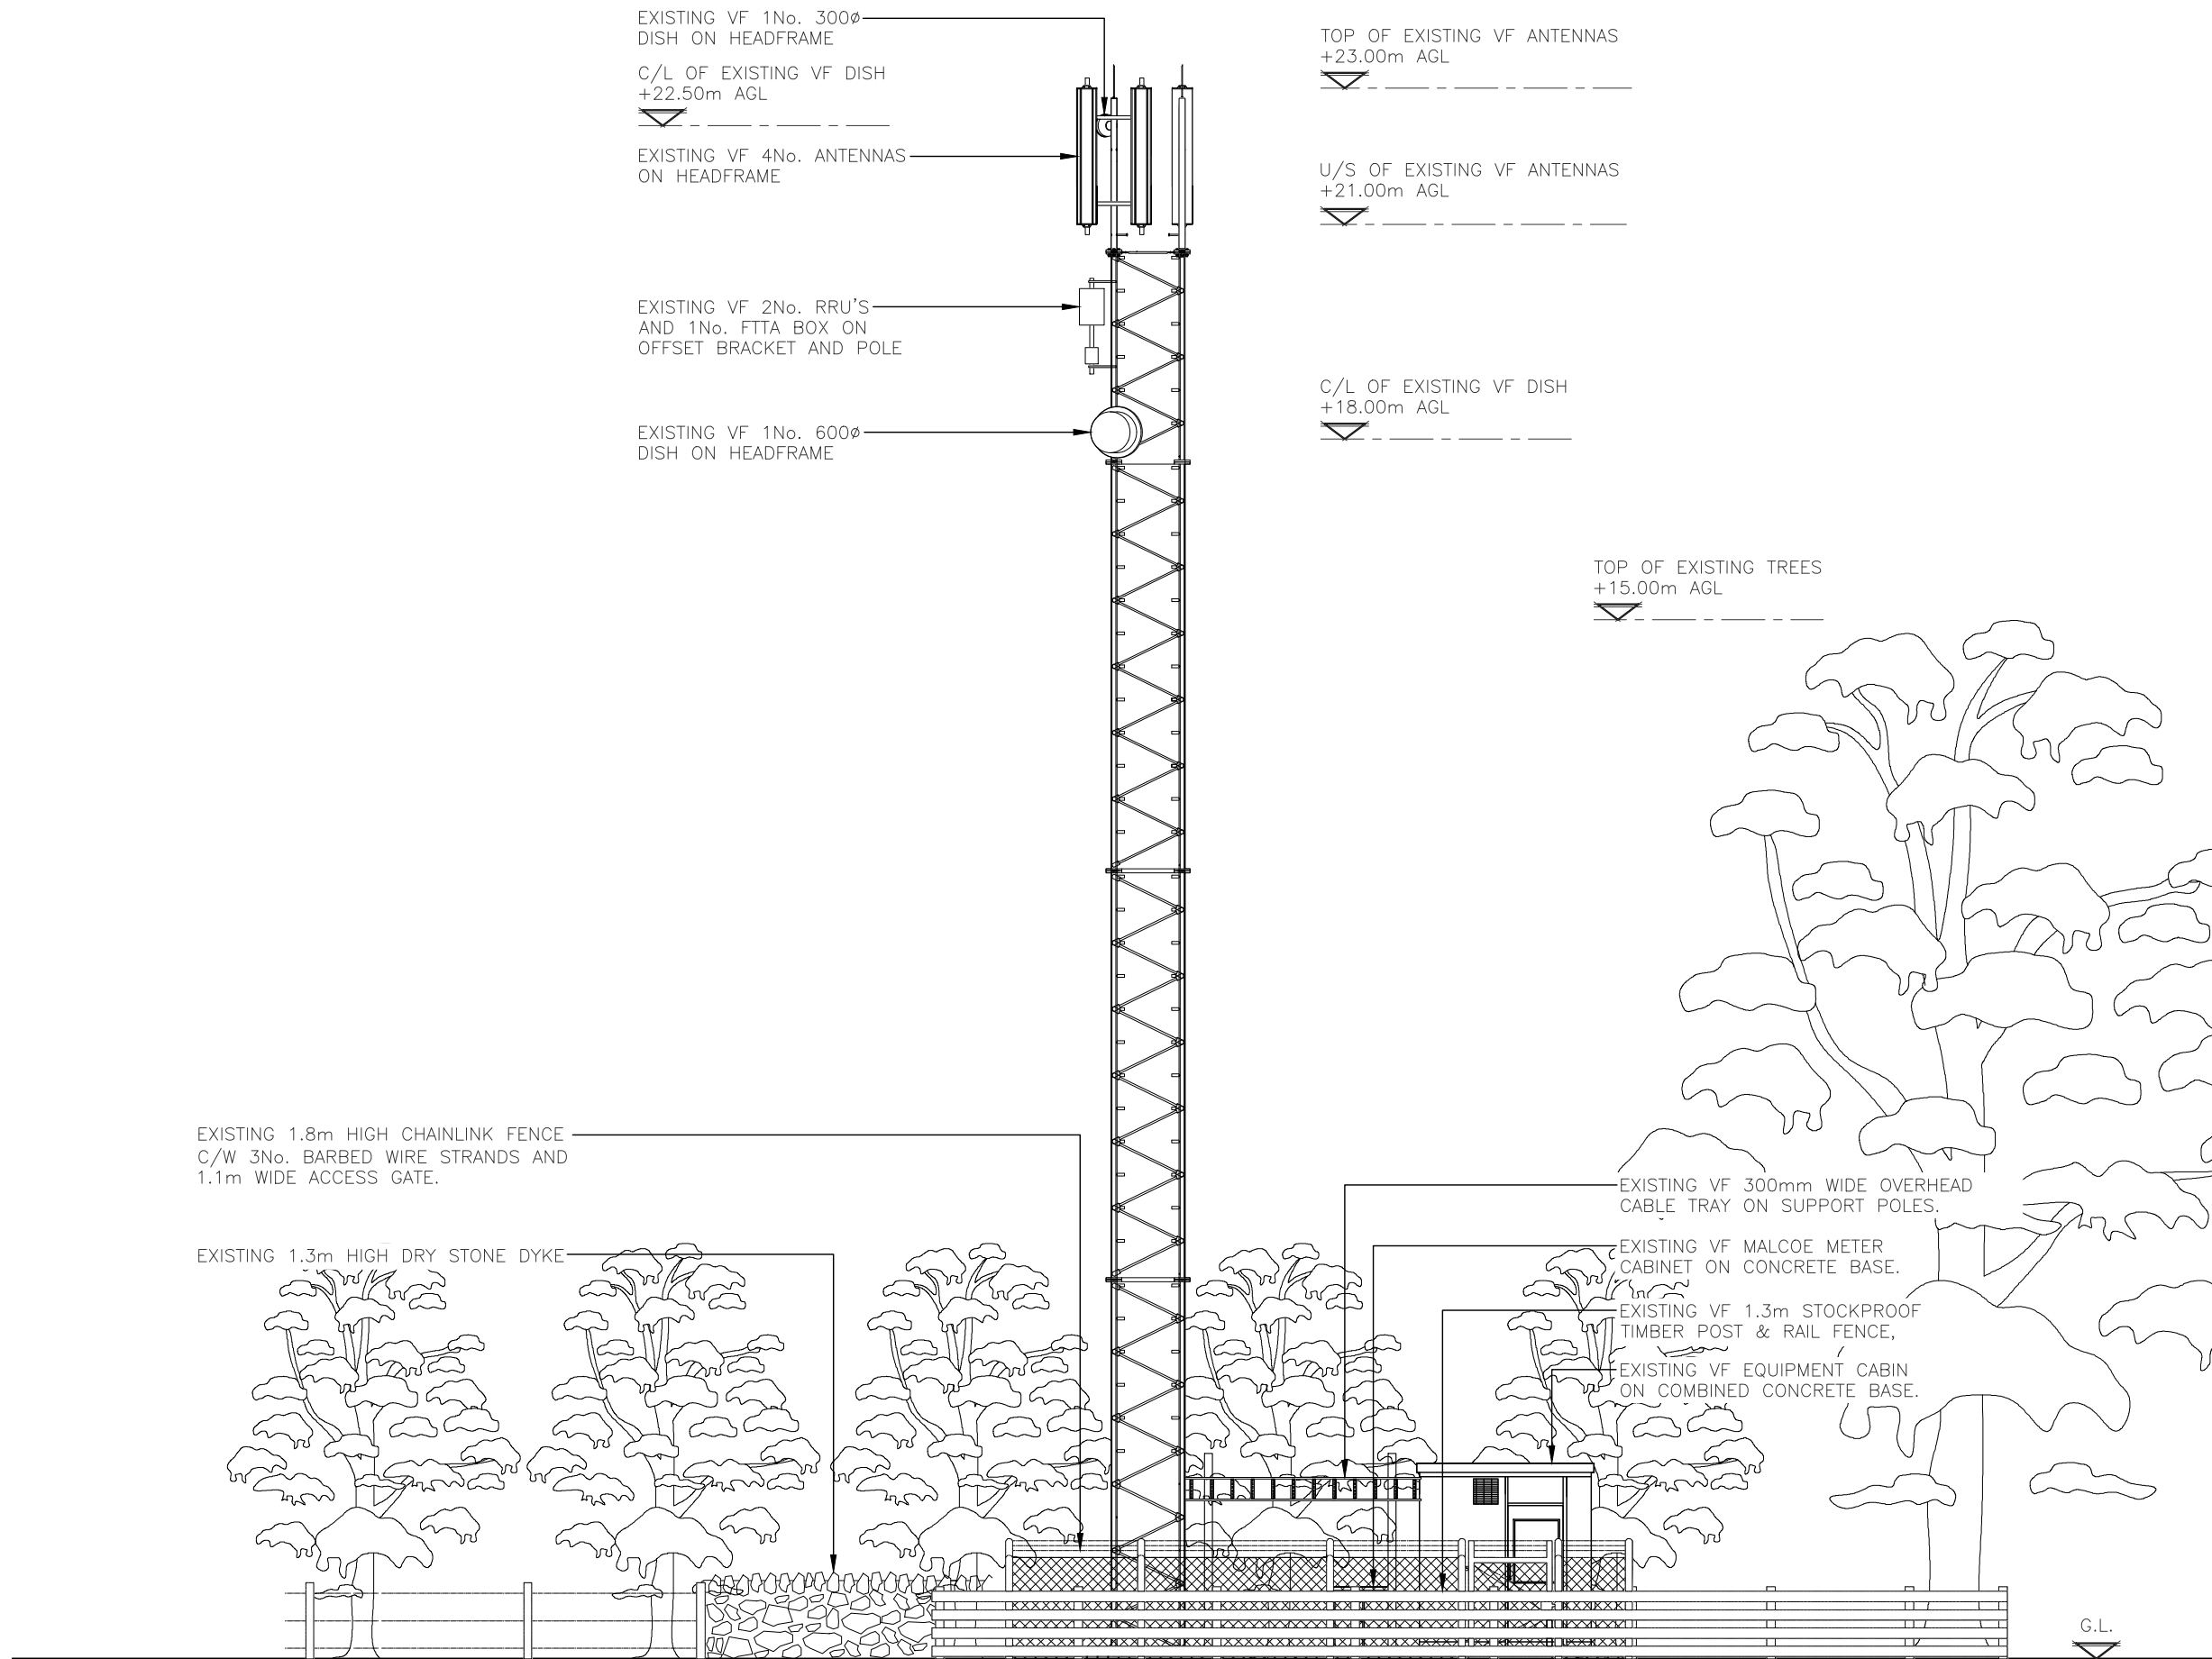 EXISTING VF 1No. 300ø
DISH ON HEADFRAME
C/L OF EXISTING VF DISH
+22.50m AGL
EXISTING VF 4No. ANTENNAS
ON HEADFRAME
EXISTING VF 2No. RRU'S
AND 1No. FTTA BOX ON
OFFSET BRACKET AND POLE
EXISTING VF 1No. 600ø
DISH ON HEADFRAME
TOP OF EXISTING VF ANTENNAS
+23.00m AGL
U/S OF EXISTING VF ANTENNAS
+21.00m AGL
C/L OF EXISTING VF DISH
+18.00m AGL
TOP OF EXISTING TREES
+15.00m AGL
EXISTING 1.8m HIGH CHAINLINK FENCE
C/W 3No. BARBED WIRE STRANDS AND
1.1m WIDE ACCESS GATE.
EXISTING 1.3m HIGH DRY STONE DYKE
EXISTING VF 300mm WIDE OVERHEAD
CABLE TRAY ON SUPPORT POLES.
EXISTING VF MALCOE METER
CABINET ON CONCRETE BASE.
EXISTING VF 1.3m STOCKPROOF
TIMBER POST & RAIL FENCE,
EXISTING VF EQUIPMENT CABIN
ON COMBINED CONCRETE BASE.
G.L.